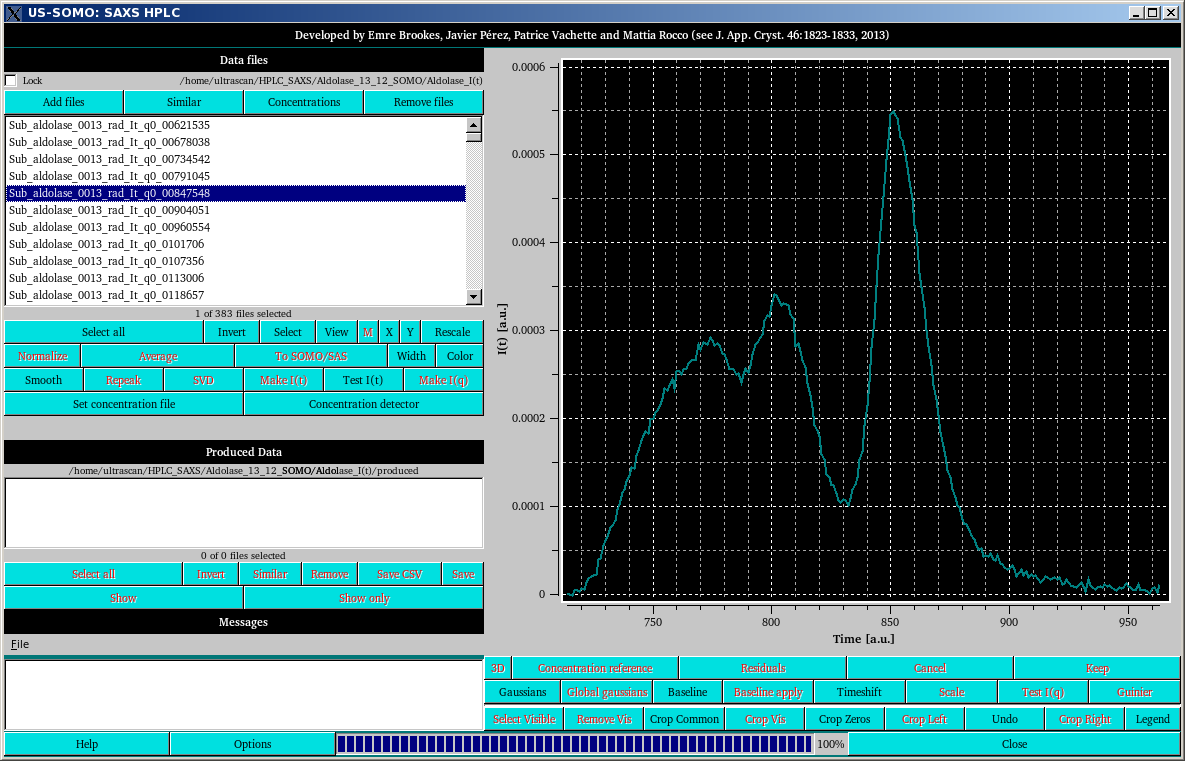 US-SOMO: SAXS HPLC
Developed by Emre Brookes, Javier Pérez, Patrice Vachette and Mattia Rocco (see J. App. Cryst. 46:1823-1833, 2013)
Data files
Lock /home/ultrascan/HPLC_SAXS/Aldolase_13_12_SOMO/Aldolase_I(t)
Add files Similar Concentrations Remove files
Sub_aldolase_0013_rad_It_q0_00621535
Sub_aldolase_0013_rad_It_q0_00678038
Sub_aldolase_0013_rad_It_q0_00734542
Sub_aldolase_0013_rad_It_q0_00791045
Sub_aldolase_0013_rad_It_q0_00847548
Sub_aldolase_0013_rad_It_q0_00904051
Sub_aldolase_0013_rad_It_q0_00960554
Sub_aldolase_0013_rad_It_q0_0101706
Sub_aldolase_0013_rad_It_q0_0107356
Sub_aldolase_0013_rad_It_q0_0113006
Sub_aldolase_0013_rad_It_q0_0118657
1 of 383 files selected
Select all Invert Select View M X Y Rescale
Normalize Average To SOMO/SAS Width Color
Smooth Repeak SVD Make I(t) Test I(t) Make I(q)
Set concentration file Concentration detector
Produced Data
/home/ultrascan/HPLC_SAXS/Aldolase_13_12_SOMO/Aldolase_I(t)/produced
0 of 0 files selected
Select all Invert Similar Remove Save CSV Save
Show Show only
Messages
File
0.0006
0.0005
0.0004
0.0003
0.0002
0.0001
0
I(t) [a.u.]
750 800 850 900 950
Time [a.u.]
3D Concentration reference Residuals Cancel Keep
Gaussians Global gaussians Baseline Baseline apply Timeshift Scale Test I(q) Guinier
Select Visible Remove Vis Crop Common Crop Vis Crop Zeros Crop Left Undo Crop Right Legend
Help Options 100% Close